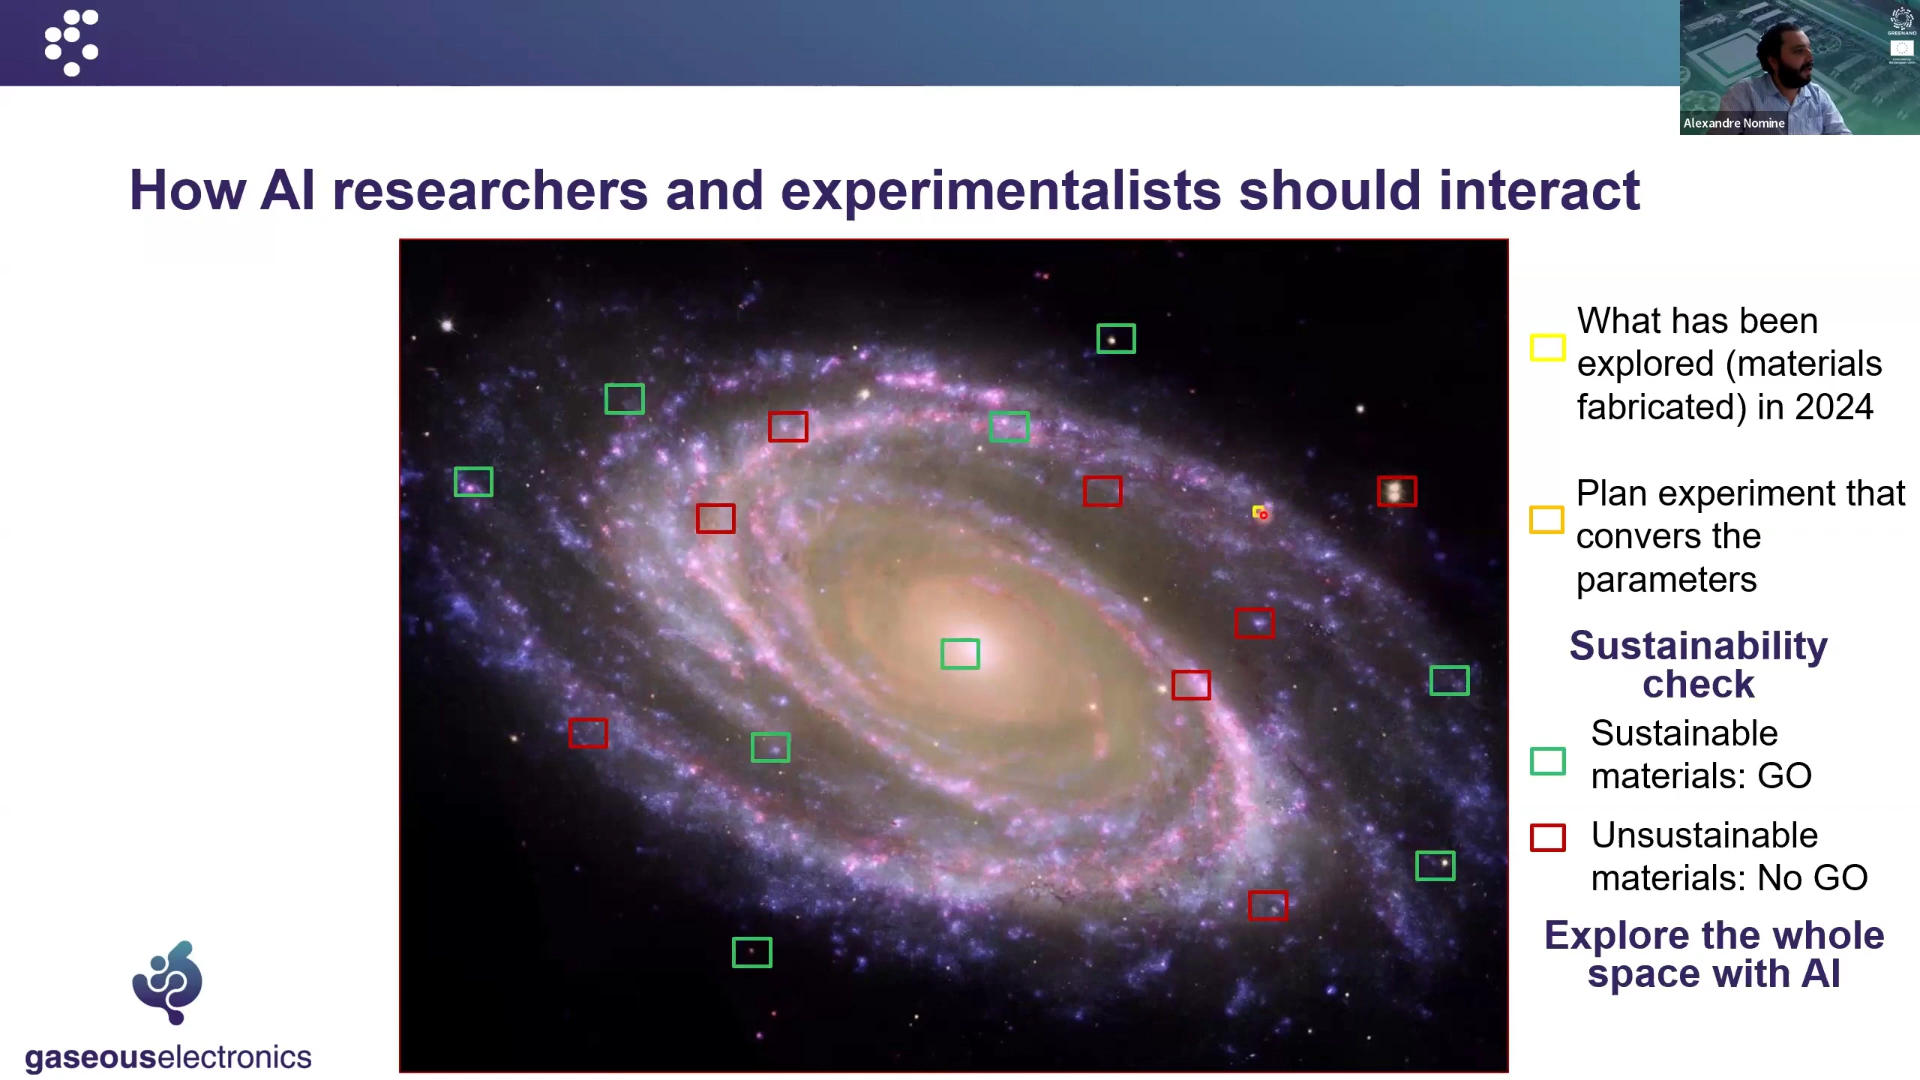 Alexandre Nomine
How AI researchers and experimentalists should interact
What has been
explored (materials
fabricated) in 2024
Plan experiment that
convers the
parameters
Sustainability
check
Sustainable
materials: GO
Unsustainable
materials: No GO
Explore the whole
space with AI
gaseouselectronics